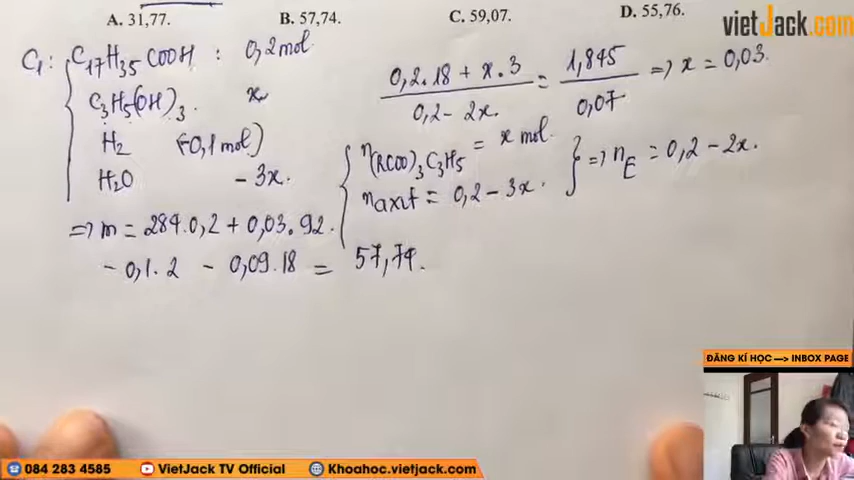 A. 31,77. B. 57,74. C. 59,07. D. 55,76.
vietJack.com
C₁: C₁₇H₃₅COOH : 0,2 mol
C₃H₅(OH)₃. x
H₂ (-0,1 mol)
H₂O - 3x.
=> m = 284.0,2 + 0,03.92.
- 0,1.2 - 0,09.18 = 57,74.
(0,2.18 + x.3)/(0,2 - 2x.) = 1,845/0,07 => x = 0,03.
n(RCOO)₃C₃H₅ = x mol.
naxit = 0,2 - 3x.
=> nE = 0,2 - 2x.
ĐĂNG KÍ HỌC —> INBOX PAGE
084 283 4585 VietJack TV Official Khoahoc.vietjack.com